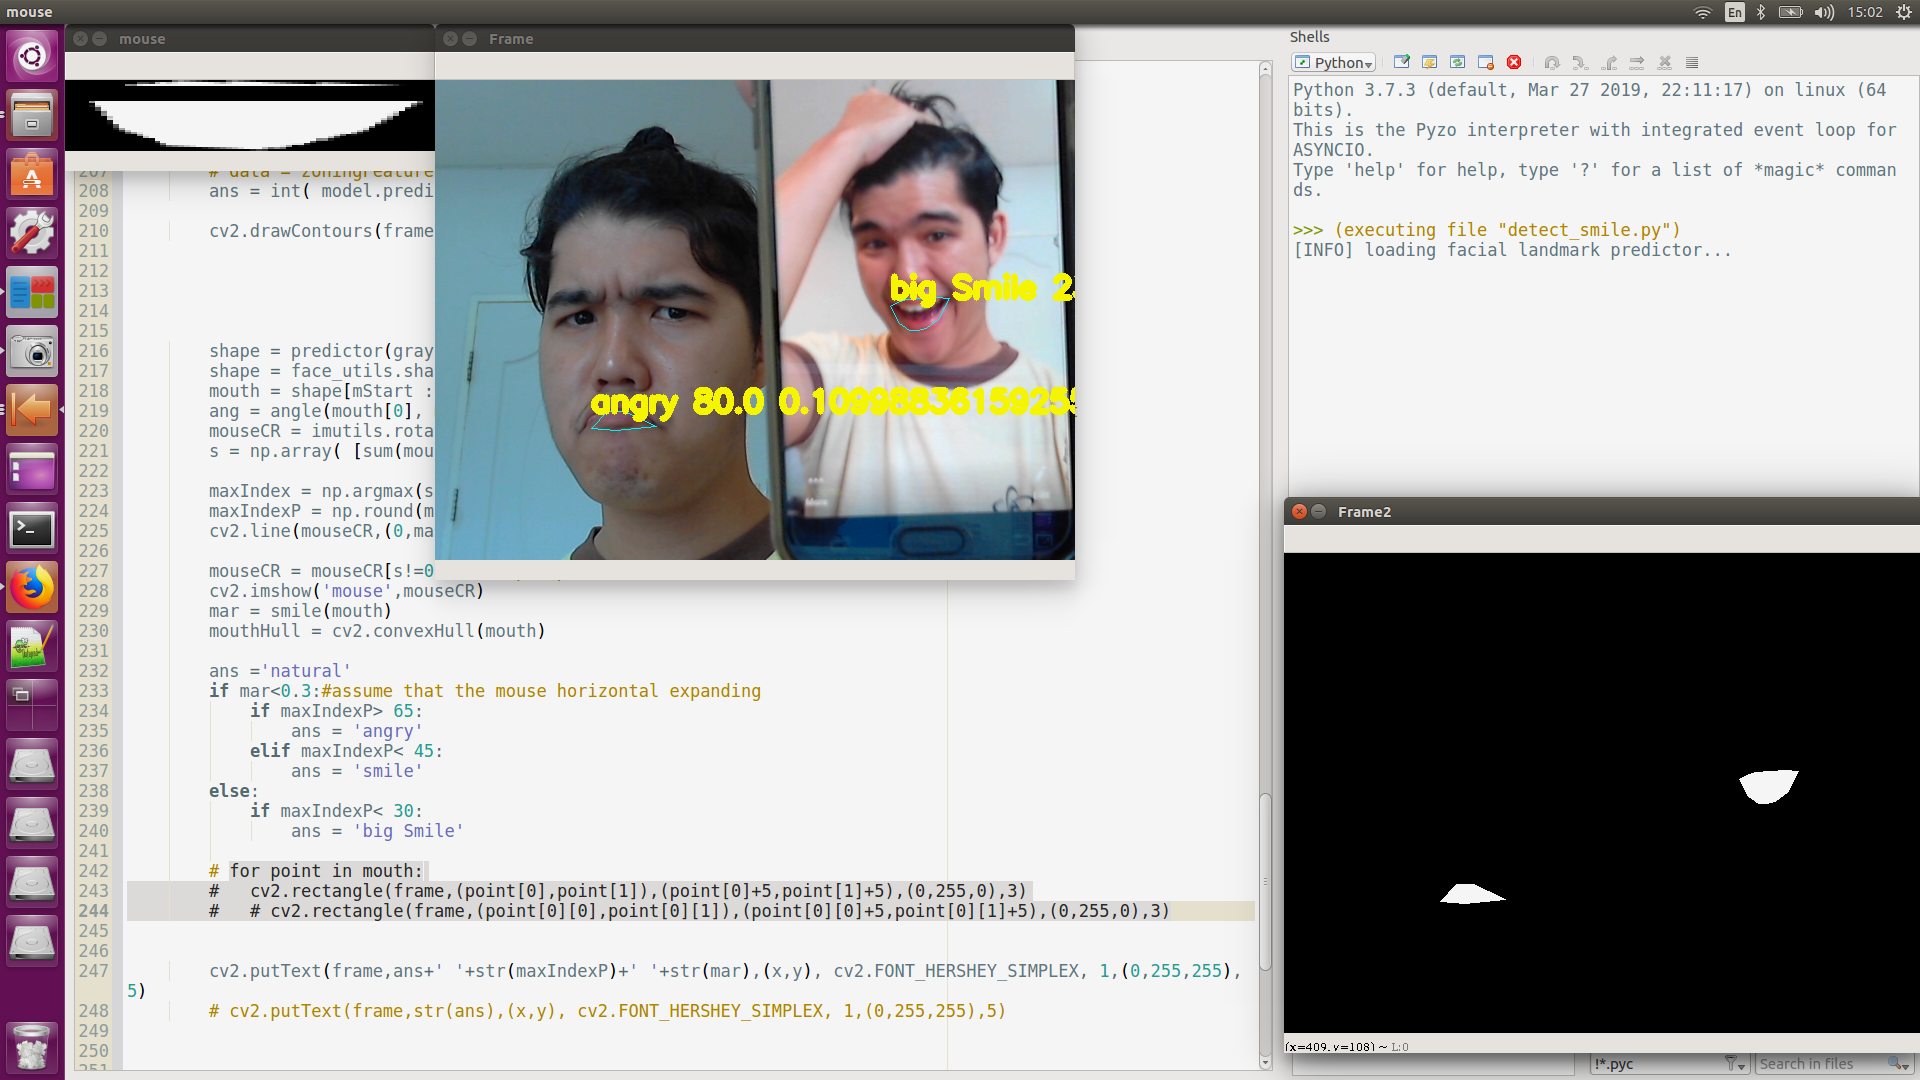 mouse
En
15:02
mouse
Frame
Shells
Python
Python 3.7.3 (default, Mar 27 2019, 22:11:17) on linux (64
bits).
This is the Pyzo interpreter with integrated event loop for
ASYNCIO.
Type 'help' for help, type '?' for a list of *magic* comman
ds.
>>> (executing file "detect_smile.py")
[INFO] loading facial landmark predictor...
big Smile 2
angry 80.0 0.1099883615925
More
207 # data = zoningFeature
208 ans = int( model.predi
209
210 cv2.drawContours(frame
211
212
213
214
215
216 shape = predictor(gray
217 shape = face_utils.sha
218 mouth = shape[mStart :
219 ang = angle(mouth[0],
220 mouseCR = imutils.rota
221 s = np.array( [sum(mou
222
223 maxIndex = np.argmax(s
224 maxIndexP = np.round(m
225 cv2.line(mouseCR,(0,ma
226
227 mouseCR = mouseCR[s!=0
228 cv2.imshow('mouse',mouseCR)
229 mar = smile(mouth)
230 mouthHull = cv2.convexHull(mouth)
231
232 ans ='natural'
233 if mar<0.3:#assume that the mouse horizontal expanding
234 if maxIndexP> 65:
235 ans = 'angry'
236 elif maxIndexP< 45:
237 ans = 'smile'
238 else:
239 if maxIndexP< 30:
240 ans = 'big Smile'
241
242 # for point in mouth:
243 # cv2.rectangle(frame,(point[0],point[1]),(point[0]+5,point[1]+5),(0,255,0),3)
244 # # cv2.rectangle(frame,(point[0][0],point[0][1]),(point[0][0]+5,point[0][1]+5),(0,255,0),3)
245
246
247 cv2.putText(frame,ans+' '+str(maxIndexP)+' '+str(mar),(x,y), cv2.FONT_HERSHEY_SIMPLEX, 1,(0,255,255),
5)
248 # cv2.putText(frame,str(ans),(x,y), cv2.FONT_HERSHEY_SIMPLEX, 1,(0,255,255),5)
249
250
251
Frame2
(x=409, y=108) ~ L:0
!*.pyc
Search in files